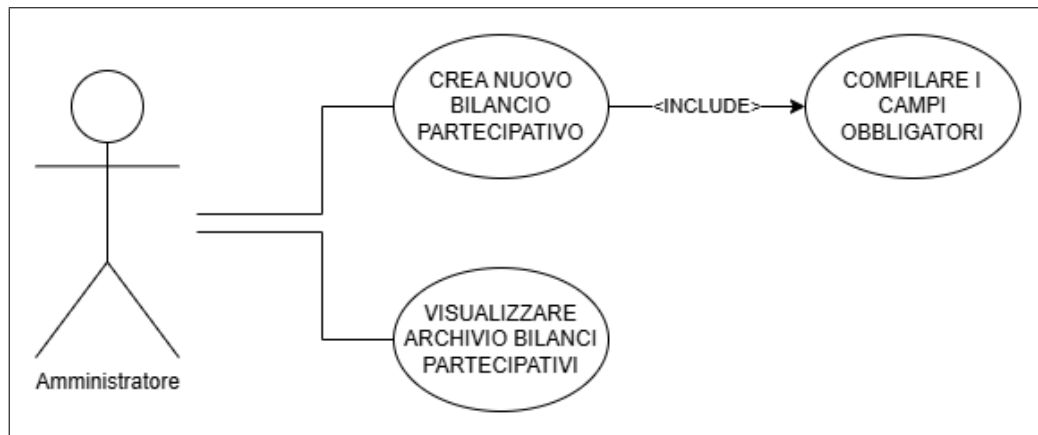 CREA NUOVO
BILANCIO
PARTECIPATIVO
<INCLUDE>
COMPILARE I
CAMPI
OBBLIGATORI
VISUALIZZARE
ARCHIVIO BILANCI
PARTECIPATIVI
Amministratore